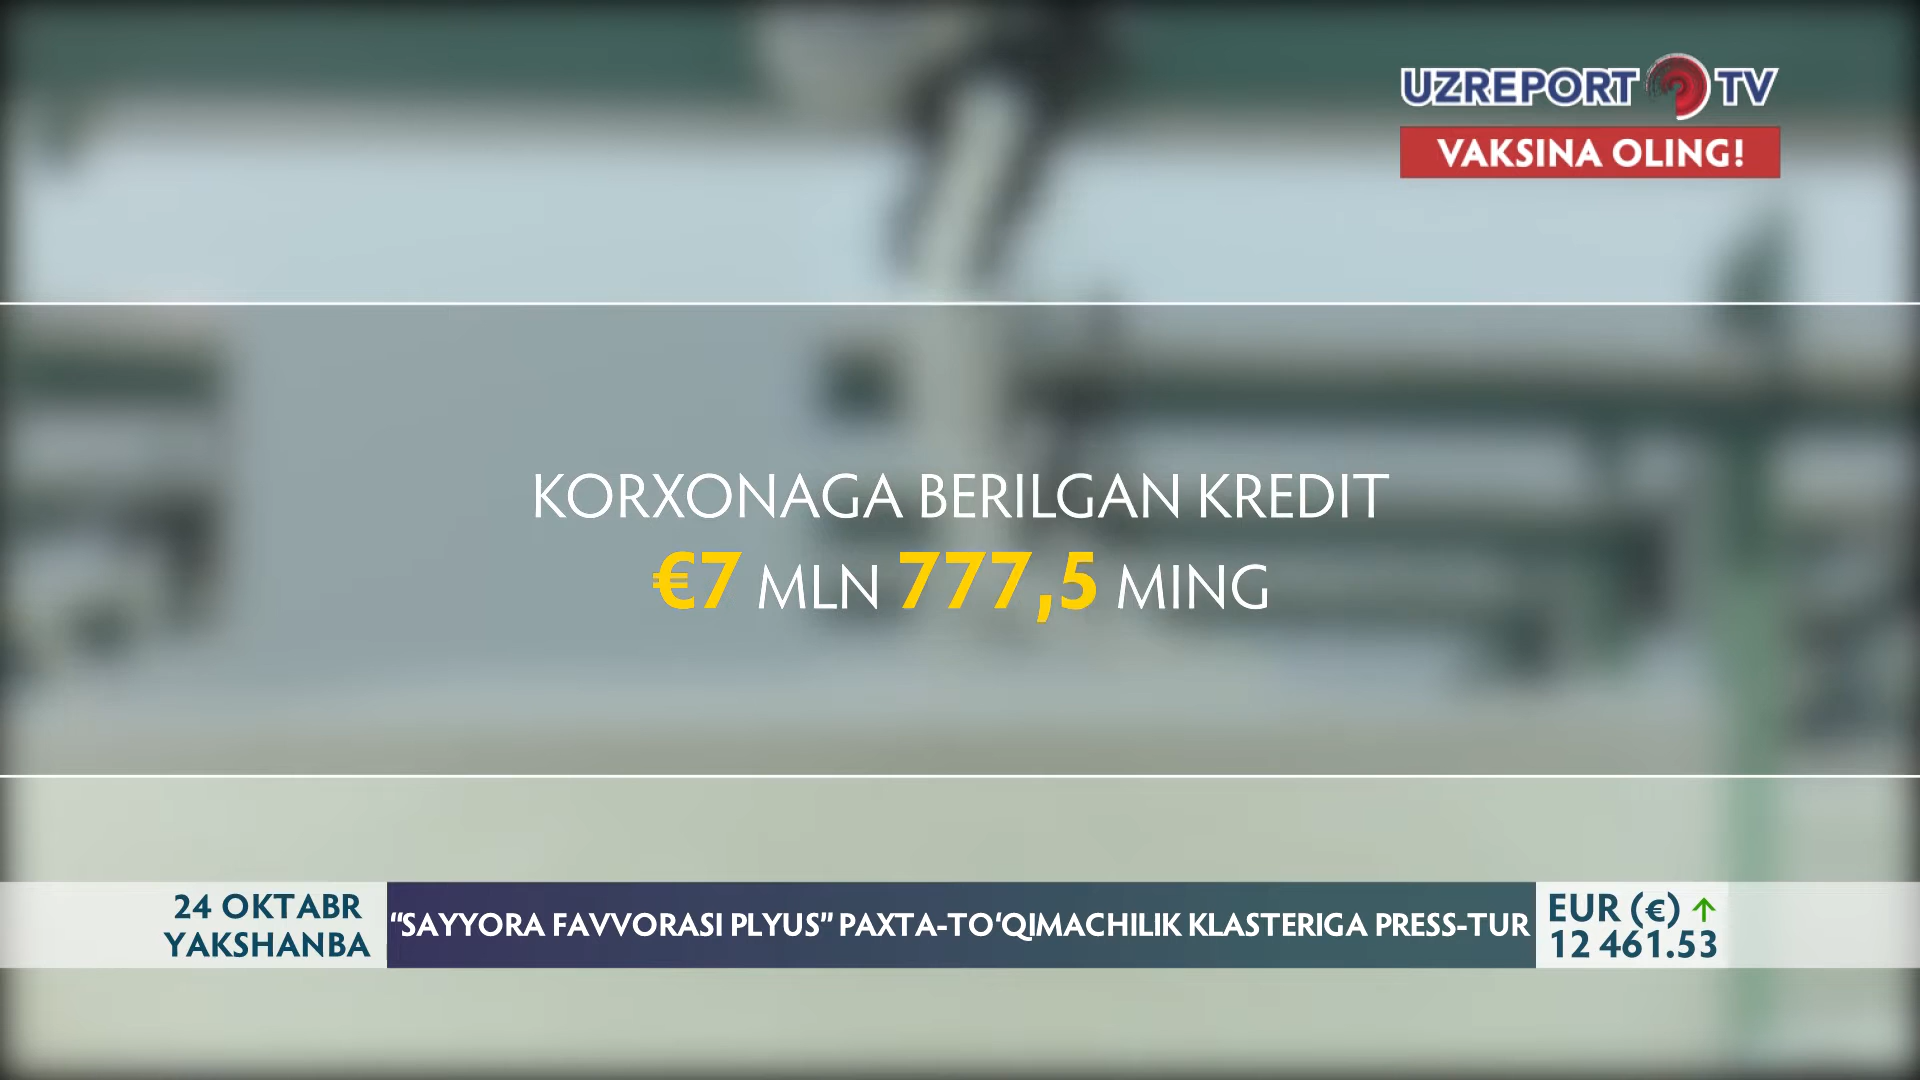 UZREPORT TV
VAKSINA OLING!
KORXONAGA BERILGAN KREDIT
€7 MLN 777,5 MING
24 OKTABR
YAKSHANBA
“SAYYORA FAVVORASI PLYUS” PAXTA-TO‘QIMACHILIK KLASTERIGA PRESS-TUR
EUR (€) ↑
12 461.53